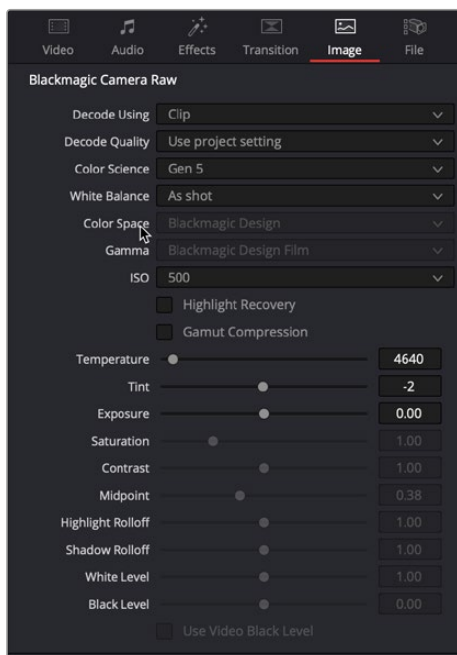 Video Audio Effects Transition Image File
Blackmagic Camera Raw
Decode Using Clip
Decode Quality Use project setting
Color Science Gen 5
White Balance As shot
Color Space Blackmagic Design
Gamma Blackmagic Design Film
ISO 500
Highlight Recovery
Gamut Compression
Temperature 4640
Tint -2
Exposure 0.00
Saturation 1.00
Contrast 1.00
Midpoint 0.38
Highlight Rolloff 1.00
Shadow Rolloff 1.00
White Level 1.00
Black Level 0.00
Use Video Black Level